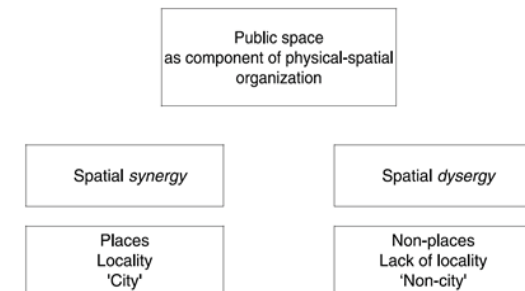 Public space
as component of physical-spatial
organization
Spatial synergy
Spatial dysergy
Places
Locality
'City'
Non-places
Lack of locality
‘Non-city’